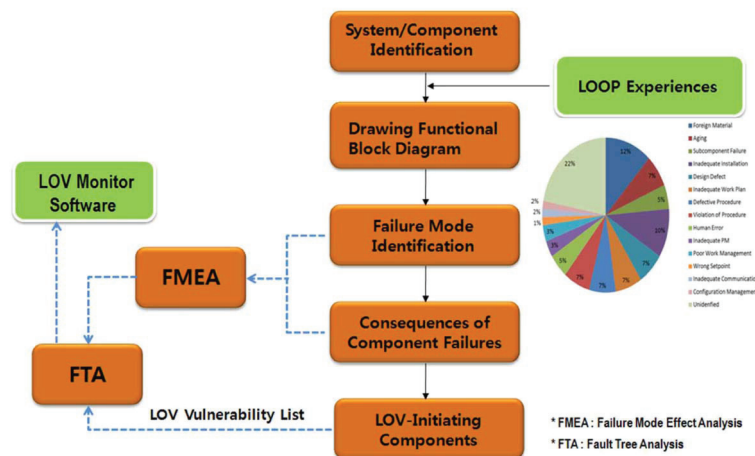 System/Component
Identification
LOOP Experiences
Drawing Functional
Block Diagram
Foreign Material
Aging
Subcomponent Failure
Inadequate Installation
Design Defect
Inadequate Work Plan
Defective Procedure
Violation of Procedure
Human Error
Inadequate PM
Poor Work Management
Wrong Setpoint
Inadequate Communicatio
Configuration Managemen
Unidenified
12%
7%
5%
10%
7%
7%
7%
7%
5%
3%
3%
1%
2%
2%
22%
LOV Monitor
Software
Failure Mode
Identification
FMEA
Consequences of
Component Failures
FTA
LOV Vulnerability List
LOV-Initiating
Components
* FMEA : Failure Mode Effect Analysis
* FTA : Fault Tree Analysis